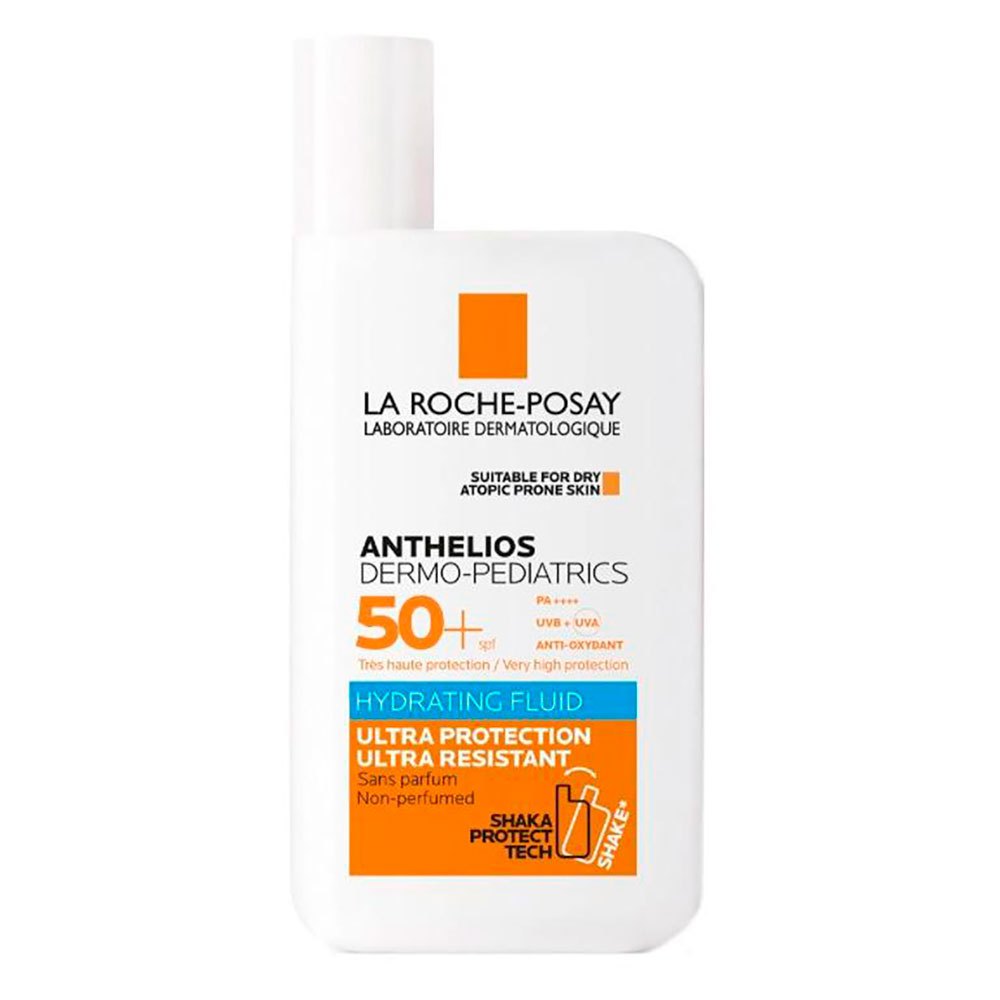 LA ROCHE-POSAY
LABORATOIRE DERMATOLOGIQUE
SUITABLE FOR DRY
ATOPIC PRONE SKIN
ANTHELIOS
DERMO-PEDIATRICS
50+ spf
PA ++++
UVB + UVA
ANTI-OXYDANT
Très haute protection / Very high protection
HYDRATING FLUID
ULTRA PROTECTION
ULTRA RESISTANT
Sans parfum
Non-perfumed
SHAKA
PROTECT
TECH
SHAKE*